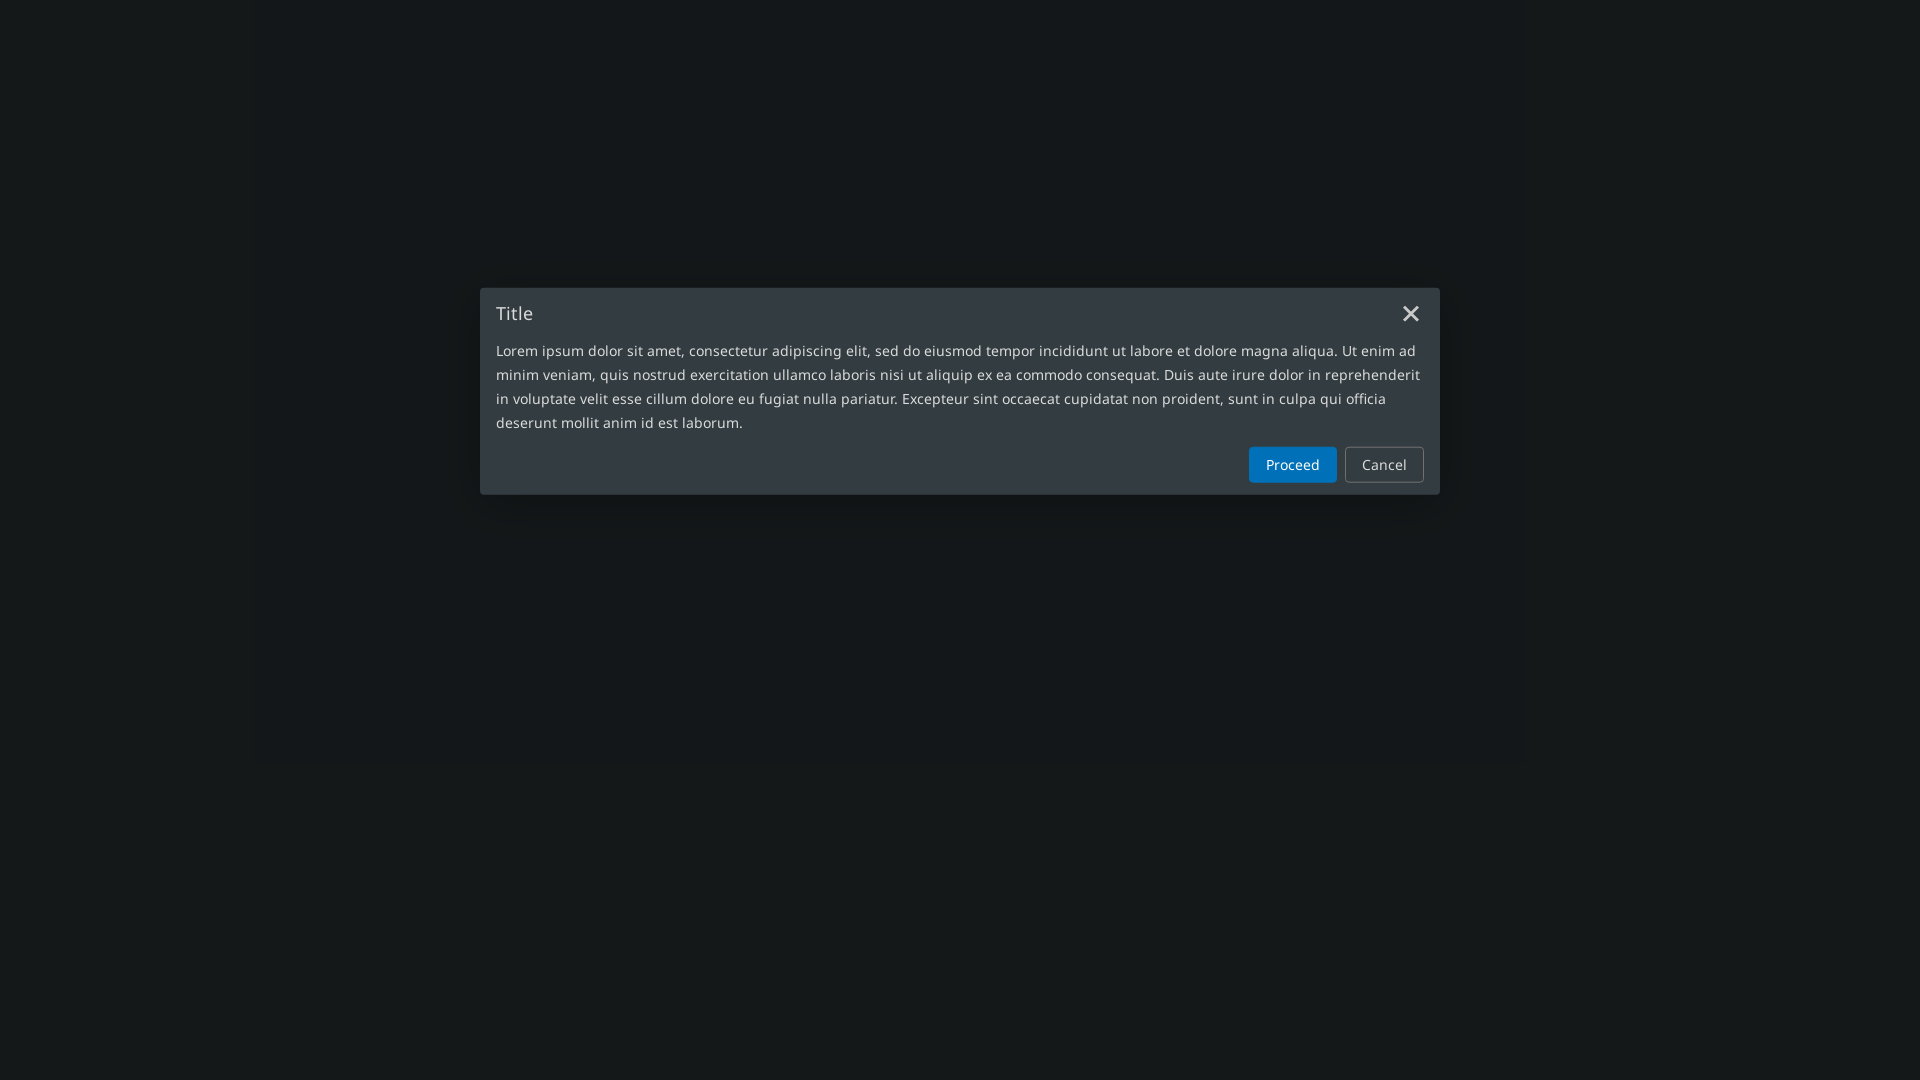 Title
Lorem ipsum dolor sit amet, consectetur adipiscing elit, sed do eiusmod tempor incididunt ut labore et dolore magna aliqua. Ut enim ad
minim veniam, quis nostrud exercitation ullamco laboris nisi ut aliquip ex ea commodo consequat. Duis aute irure dolor in reprehenderit
in voluptate velit esse cillum dolore eu fugiat nulla pariatur. Excepteur sint occaecat cupidatat non proident, sunt in culpa qui officia
deserunt mollit anim id est laborum.
Proceed Cancel